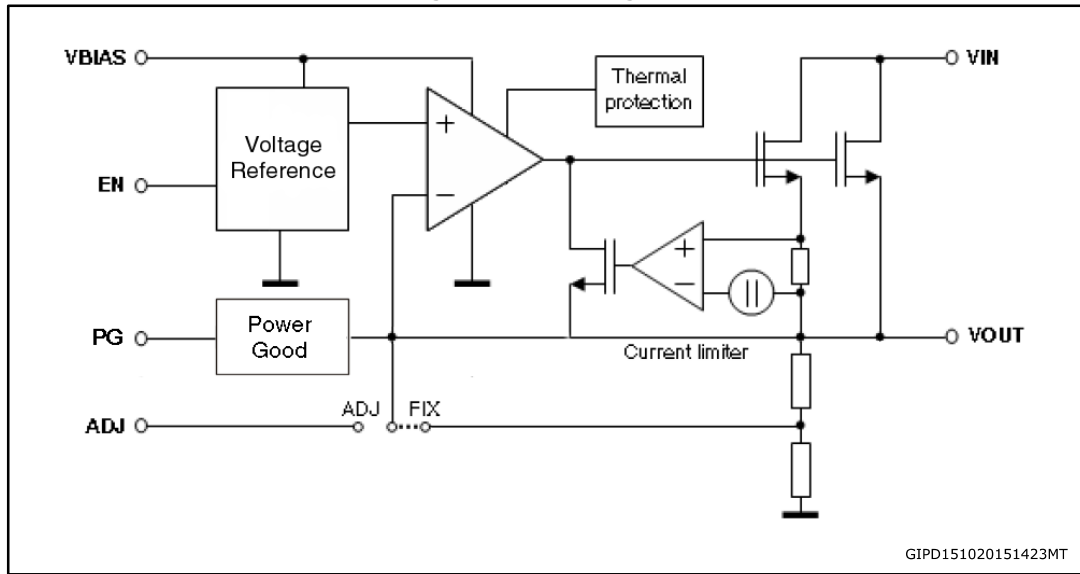 VBIAS
VIN
Thermal
protection
+
Voltage
Reference
EN
−
+
−
PG
Power
Good
Current limiter
VOUT
ADJ
ADJ
FIX
GIPD151020151423MT